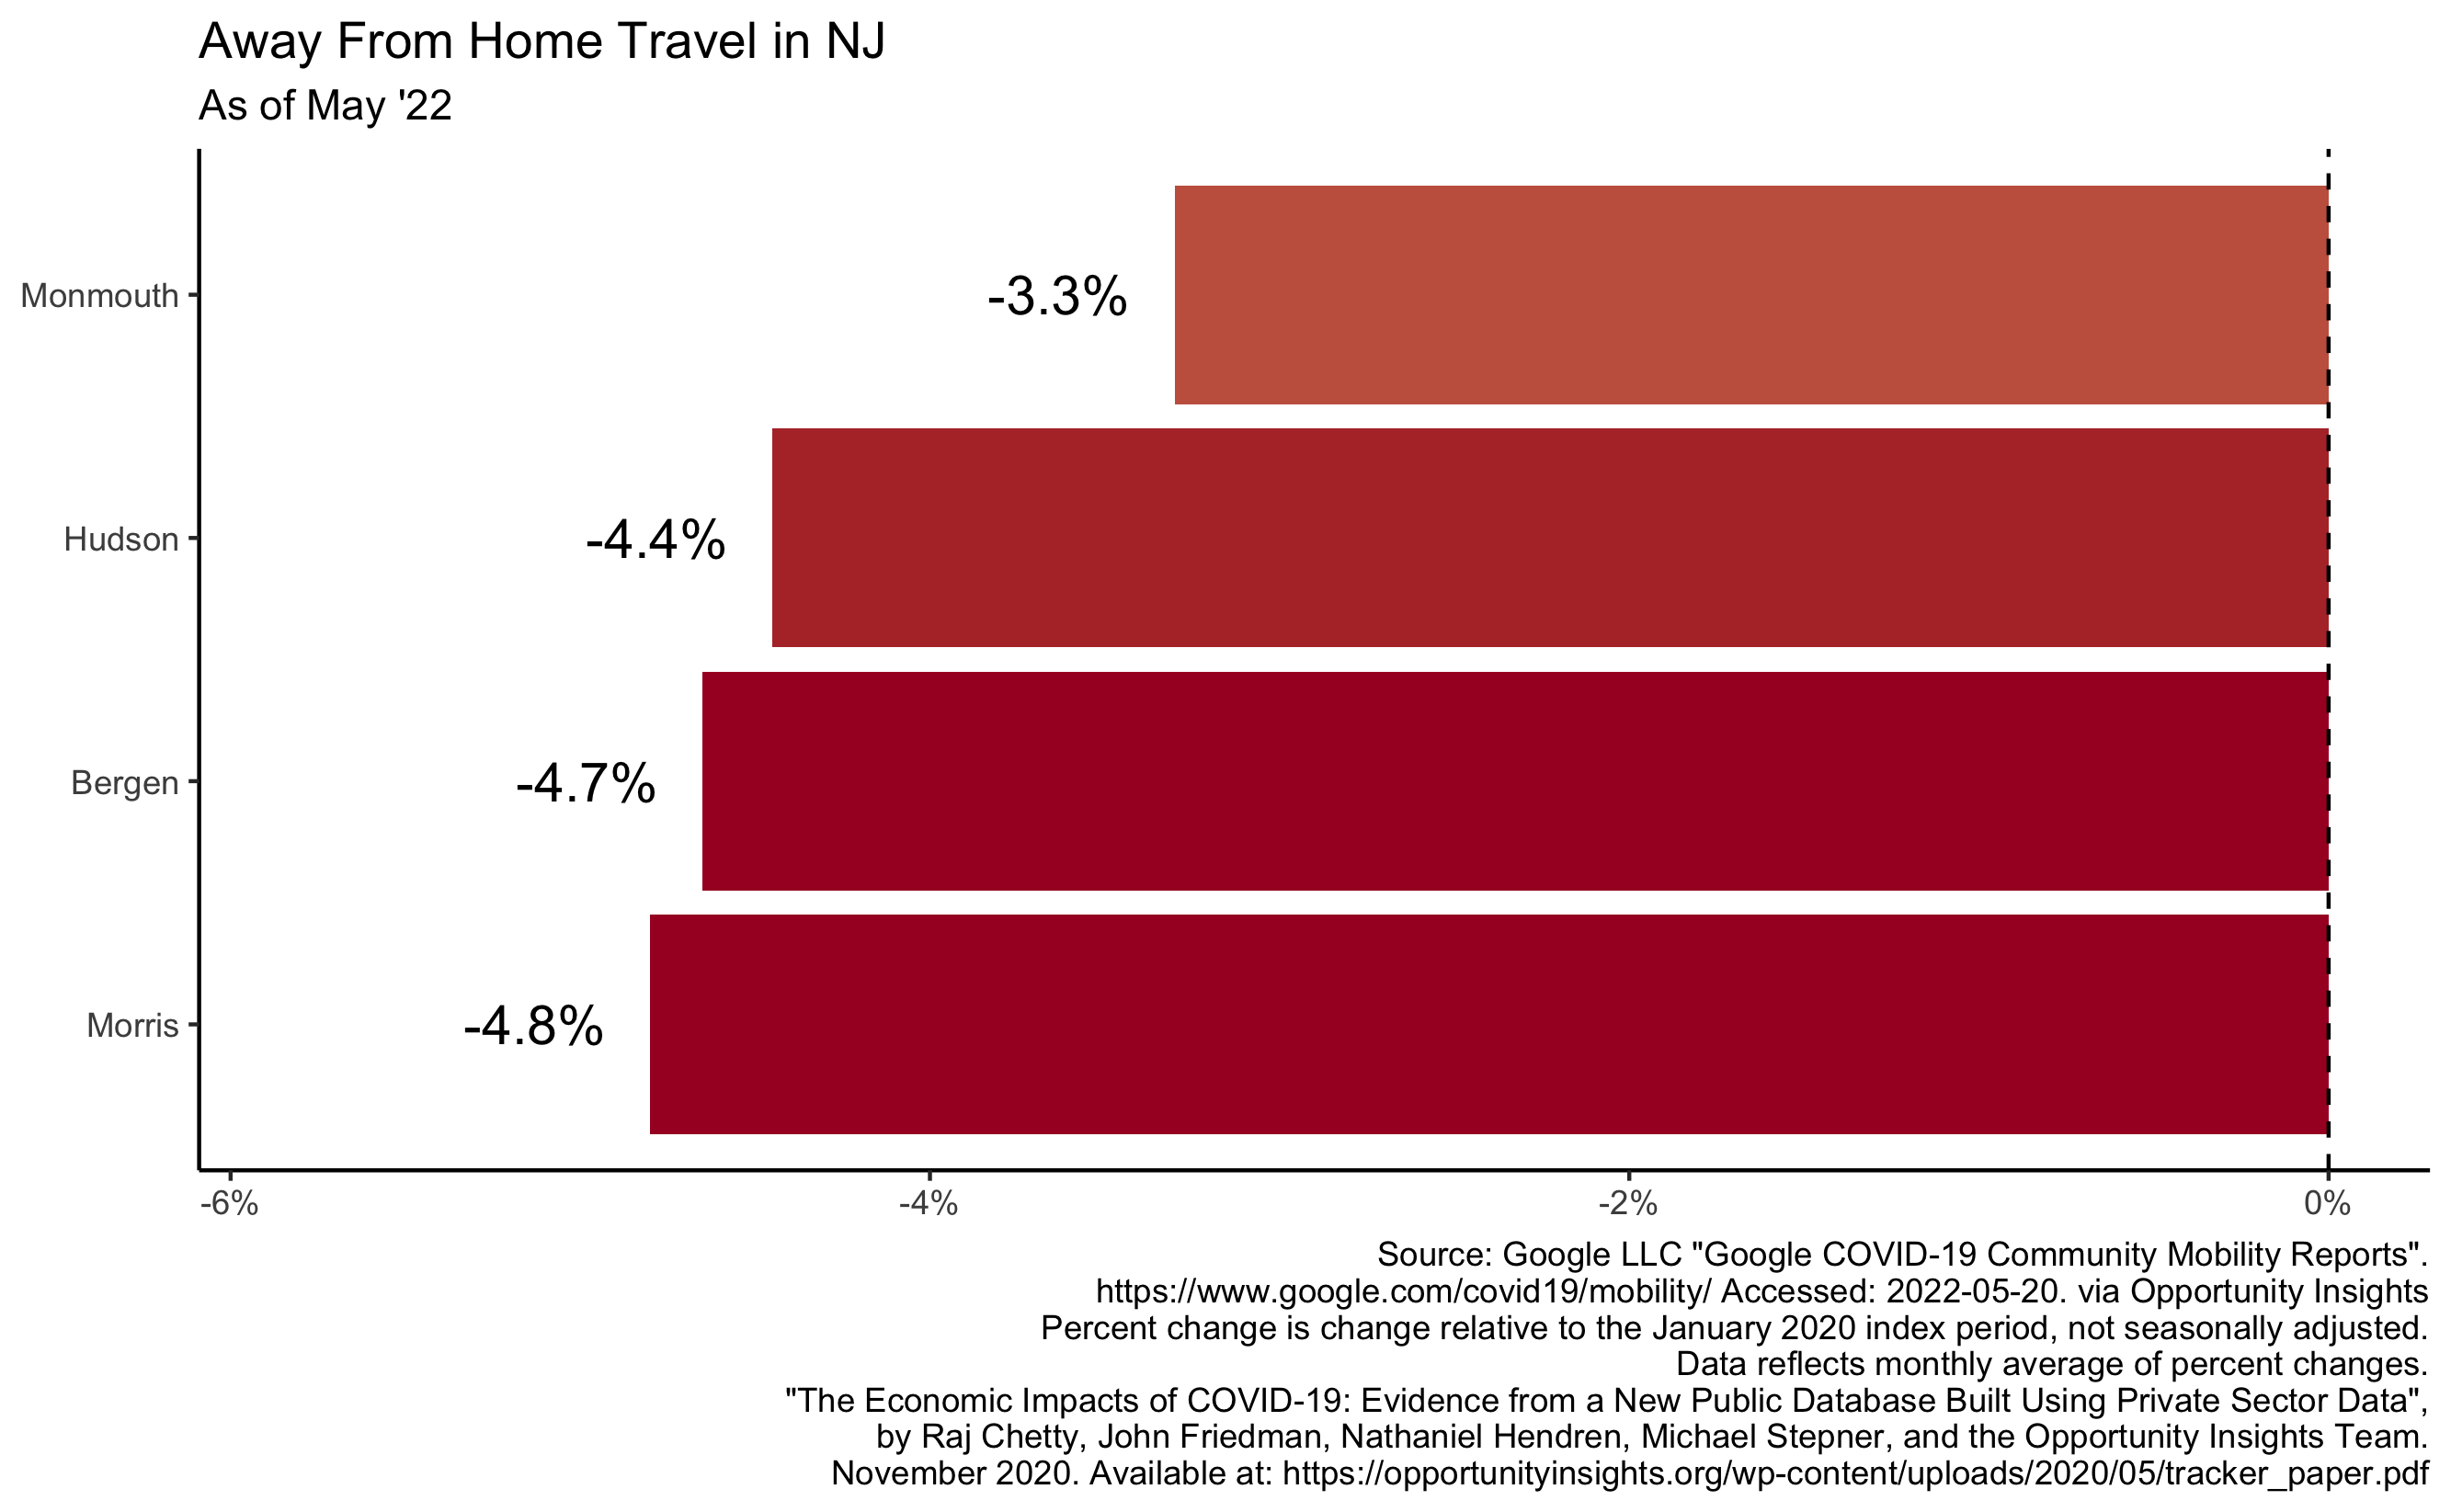 Away From Home Travel in NJ
As of May '22
Monmouth
-3.3%
Hudson
-4.4%
Bergen
-4.7%
Morris
-4.8%
-6%
-4%
-2%
0%
Source: Google LLC "Google COVID-19 Community Mobility Reports".
https://www.google.com/covid19/mobility/ Accessed: 2022-05-20. via Opportunity Insights
Percent change is change relative to the January 2020 index period, not seasonally adjusted.
Data reflects monthly average of percent changes.
"The Economic Impacts of COVID-19: Evidence from a New Public Database Built Using Private Sector Data",
by Raj Chetty, John Friedman, Nathaniel Hendren, Michael Stepner, and the Opportunity Insights Team.
November 2020. Available at: https://opportunityinsights.org/wp-content/uploads/2020/05/tracker_paper.pdf